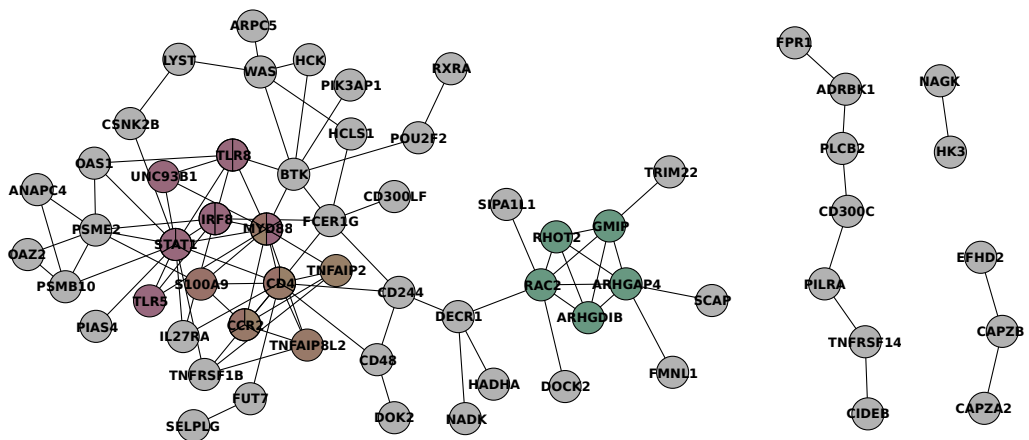 ARPC5
FPR1
LYST
WAS
HCK
RXRA
PIK3AP1
NAGK
ADRBK1
CSNK2B
HCLS1
POU2F2
PLCB2
HK3
OAS1
TLR8
UNC93B1
BTK
TRIM22
ANAPC4
CD300LF
SIPA1L1
CD300C
PSME2
IRF8
MYD88
FCER1G
RHOT2
GMIP
STAT1
OAZ2
EFHD2
PSMB10
S100A9
CD4
TNFAIP2
CD244
RAC2
ARHGAP4
PILRA
TLR5
SCAP
PIAS4
IL27RA
CCR2
DECR1
ARHGDIB
CAPZB
TNFAIP8L2
TNFRSF14
CD48
TNFRSF1B
HADHA
DOCK2
FMNL1
FUT7
SELPLG
DOK2
NADK
CIDEB
CAPZA2